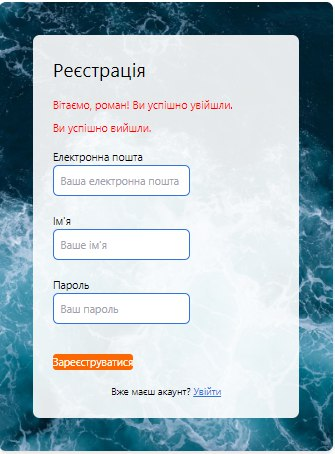 Реєстрація
Вітаємо, роман! Ви успішно увійшли.
Ви успішно вийшли.
Електронна пошта
Ваша електронна пошта
Ім'я
Ваше ім'я
Пароль
Ваш пароль
Зареєструватися
Вже маєш акаунт? Увійти